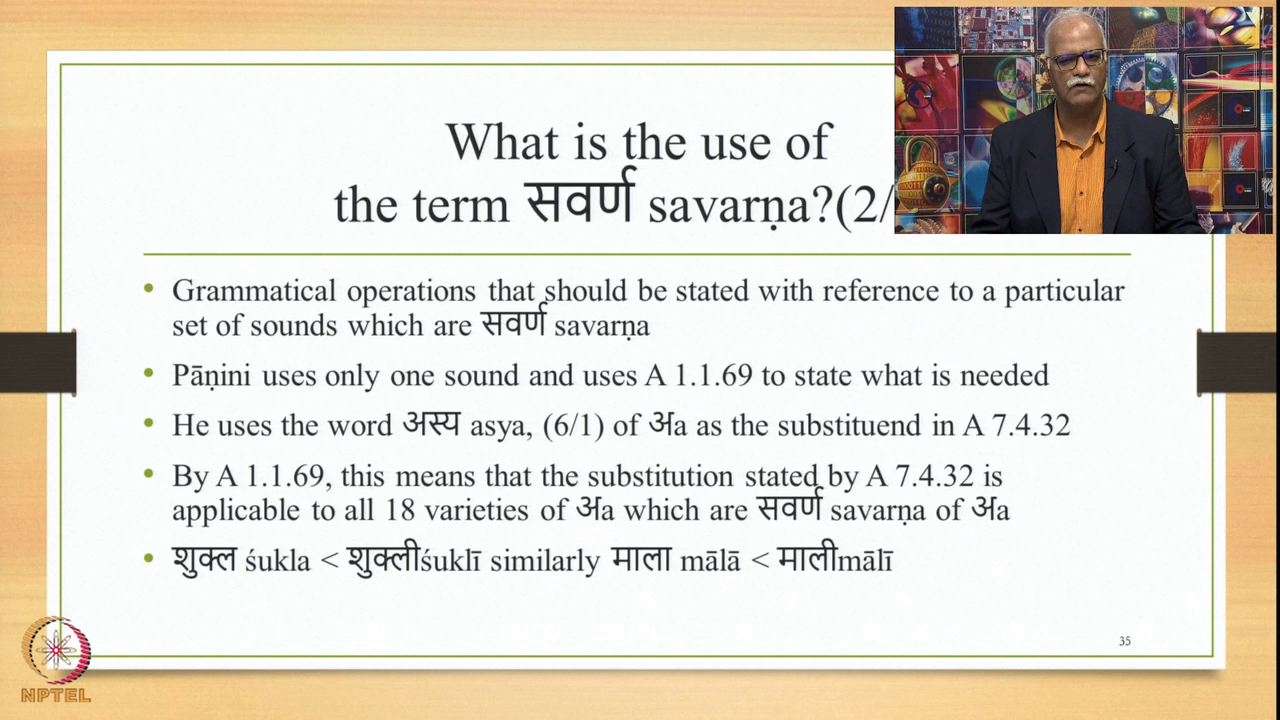 What is the use of
the term सवर्ण savarṇa?(2/
• Grammatical operations that should be stated with reference to a particular
set of sounds which are सवर्ण savarṇa
• Pāṇini uses only one sound and uses A 1.1.69 to state what is needed
• He uses the word अस्य asya, (6/1) of अa as the substituend in A 7.4.32
• By A 1.1.69, this means that the substitution stated by A 7.4.32 is
applicable to all 18 varieties of अa which are सवर्ण savarṇa of अa
• शुक्ल śukla < शुक्लीśuklī similarly माला mālā < मालीmālī
35
NPTEL